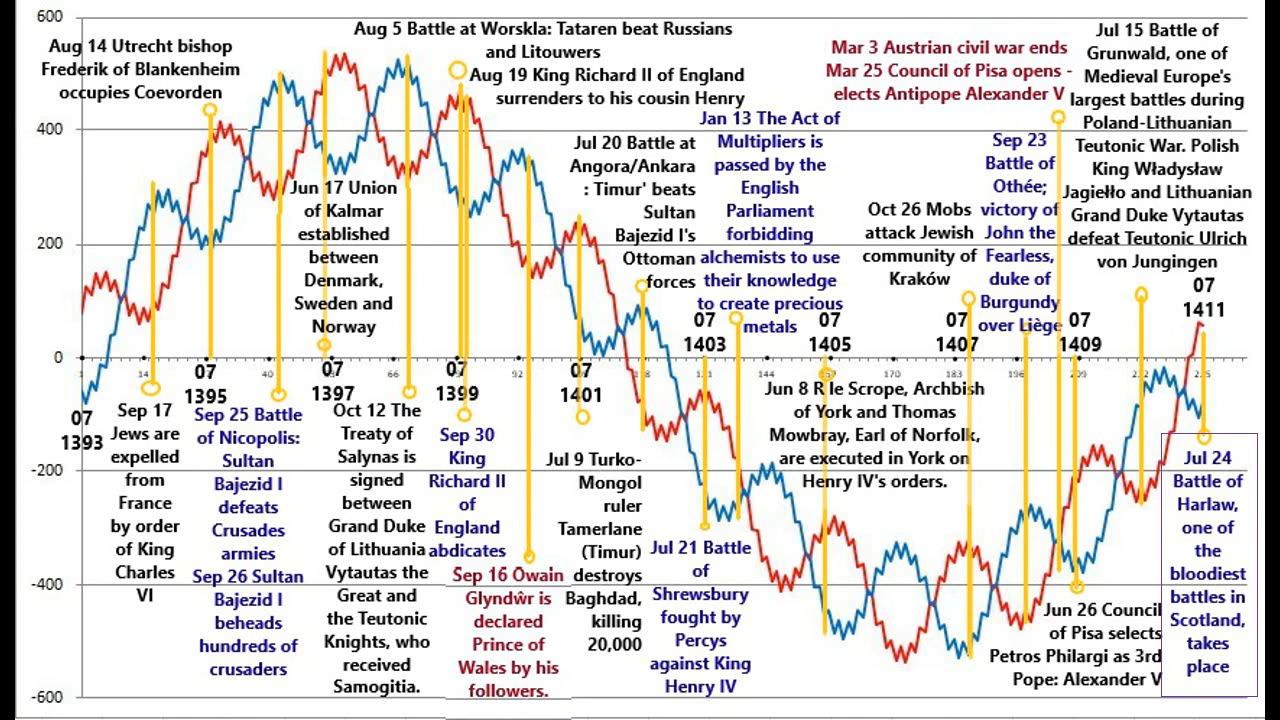 600
400
200
0
-200
-400
-600
Aug 14 Utrecht bishop
Frederik of Blankenheim
occupies Coevorden
Aug 5 Battle at Worskla: Tataren beat Russians
and Litouwers
Aug 19 King Richard II of England
surrenders to his cousin Henry
Mar 3 Austrian civil war ends
Mar 25 Council of Pisa opens -
elects Antipope Alexander V
Jul 15 Battle of
Grunwald, one of
Medieval Europe's
largest battles during
Poland-Lithuanian
Teutonic War. Polish
King Władysław
Jagiełło and Lithuanian
Grand Duke Vytautas
defeat Teutonic Ulrich
von Jungingen
Jun 17 Union
of Kalmar
established
between
Denmark,
Sweden and
Norway
Jul 20 Battle at
Angora/Ankara
: Timur' beats
Sultan
Bajezid I's
Ottoman
forces
Jan 13 The Act of
Multipliers is
passed by the
English
Parliament
forbidding
alchemists to use
their knowledge
to create precious
metals
Oct 26 Mobs
attack Jewish
community of
Kraków
Sep 23
Battle of
Othée;
victory of
John the
Fearless,
duke of
Burgundy
over Liège
07
1393
07
1395
07
1397
07
1399
07
1401
07
1403
07
1405
07
1407
07
1409
07
1411
1 14 92 144 170 183 196 209
Sep 17
Jews are
expelled
from
France
by order
of King
Charles
VI
Sep 25 Battle
of Nicopolis:
Sultan
Bajezid I
defeats
Crusades
armies
Sep 26 Sultan
Bajezid I
beheads
hundreds of
crusaders
Oct 12 The
Treaty of
Salynas is
signed
between
Grand Duke
of Lithuania
Vytautas the
Great and
the Teutonic
Knights, who
received
Samogitia.
Sep 30
King
Richard II
of
England
abdicates
Sep 16 Owain
Glyndŵr is
declared
Prince of
Wales by his
followers.
Jul 9 Turko-
Mongol
ruler
Tamerlane
(Timur)
destroys
Baghdad,
killing
20,000
Jul 21 Battle
of
Shrewsbury
fought by
Percys
against King
Henry IV
Jun 8 R le Scrope, Archbish
of York and Thomas
Mowbray, Earl of Norfolk,
are executed in York on
Henry IV's orders.
Jun 26 Council
of Pisa selects
Petros Philargi as 3rd
Pope: Alexander V
Jul 24
Battle of
Harlaw,
one of
the
bloodiest
battles in
Scotland,
takes
place